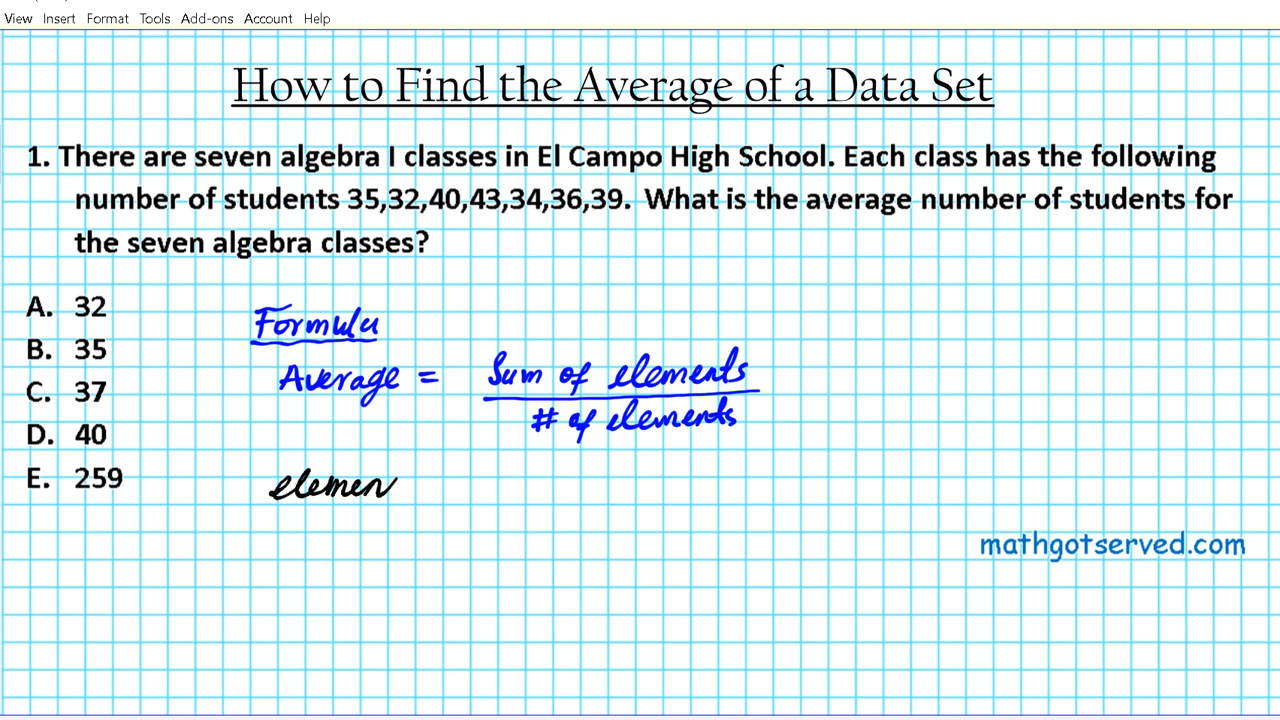 View Insert Format Tools Add-ons Account Help
How to Find the Average of a Data Set
1. There are seven algebra I classes in El Campo High School. Each class has the following
number of students 35,32,40,43,34,36,39. What is the average number of students for
the seven algebra classes?
A. 32
B. 35
C. 37
D. 40
E. 259
Formula
Average = Sum of elements
# of elements
elemen
mathgotserved.com